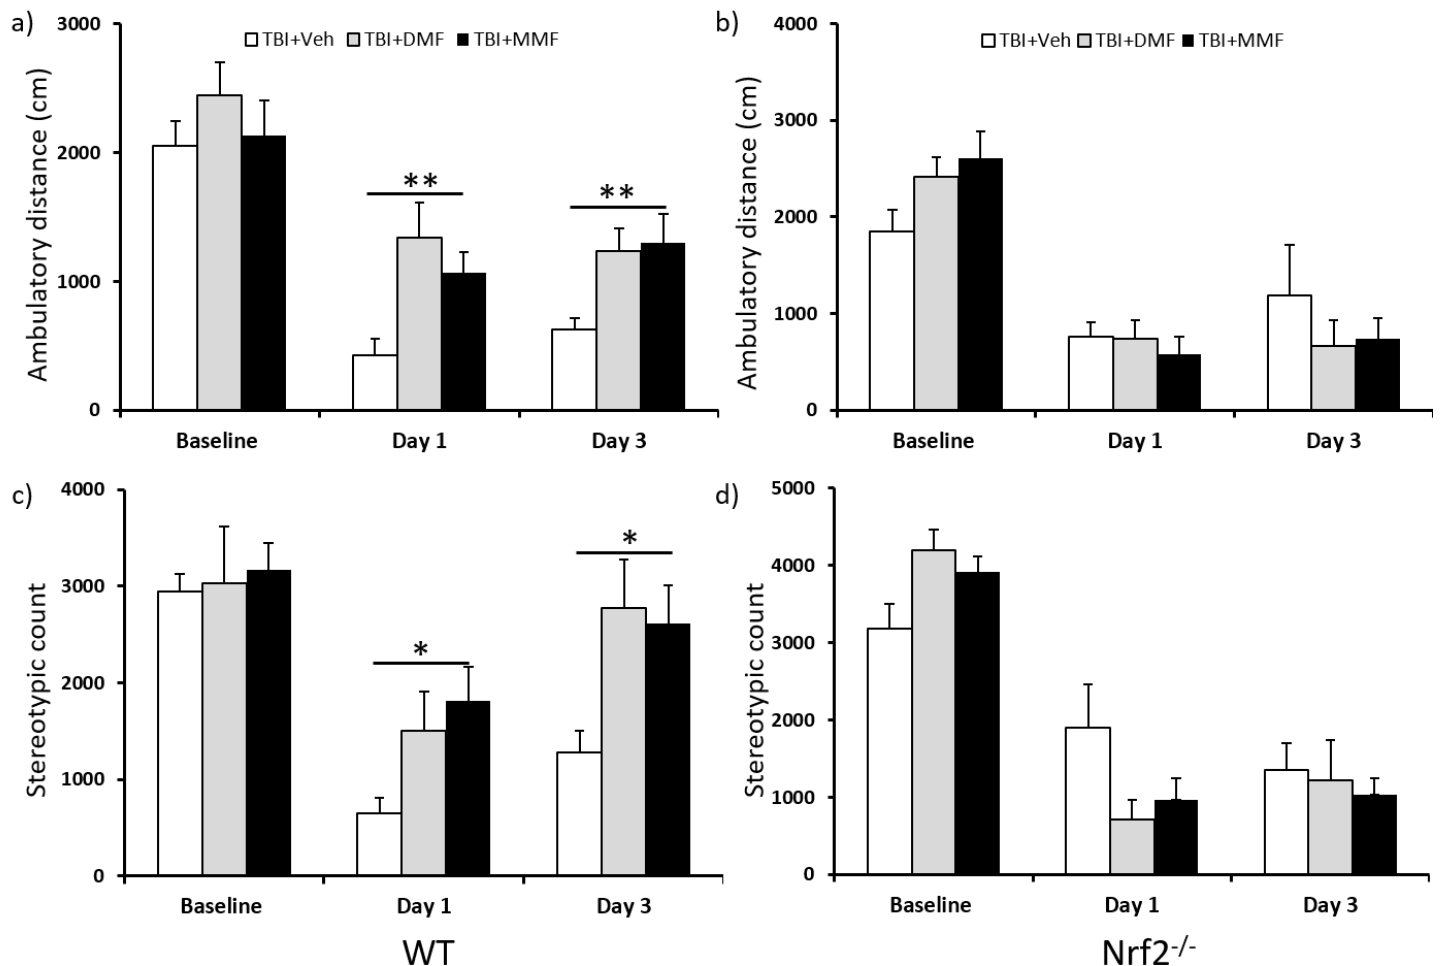 a)
3000
2000
1000
0
Ambulatory distance (cm)
TBI+Veh TBI+DMF TBI+MMF
**
**
Baseline Day 1 Day 3
b)
4000
3000
2000
1000
0
Ambulatory distance (cm)
TBI+Veh TBI+DMF TBI+MMF
Baseline Day 1 Day 3
c)
4000
3000
2000
1000
0
Stereotypic count
*
*
Baseline Day 1 Day 3
WT
d)
5000
4000
3000
2000
1000
0
Stereotypic count
Baseline Day 1 Day 3
Nrf2-/-